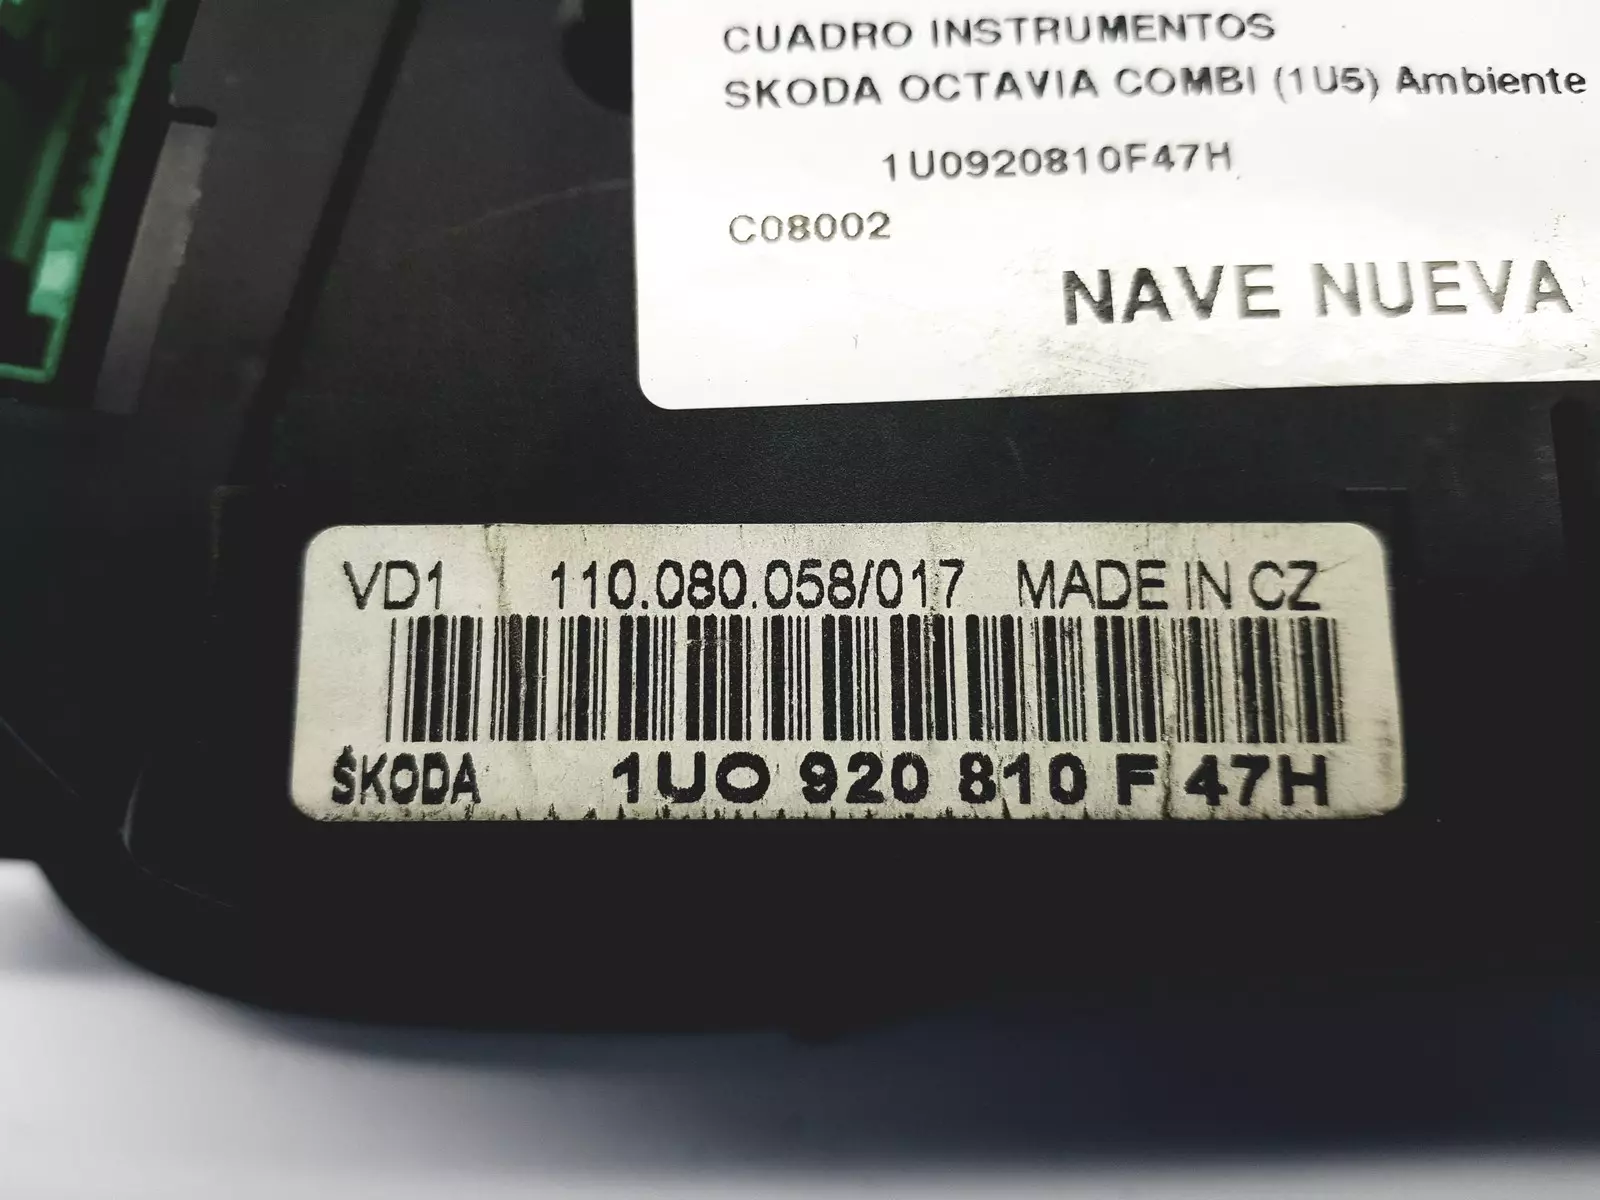 CUADRO INSTRUMENTOS
SKODA OCTAVIA COMBI (1U5) Ambiente
1U0920810F47H
C08002
NAVE NUEVA
VD1 110.080.058/017 MADE IN CZ
ŠKODA 1U0 920 810 F 47H